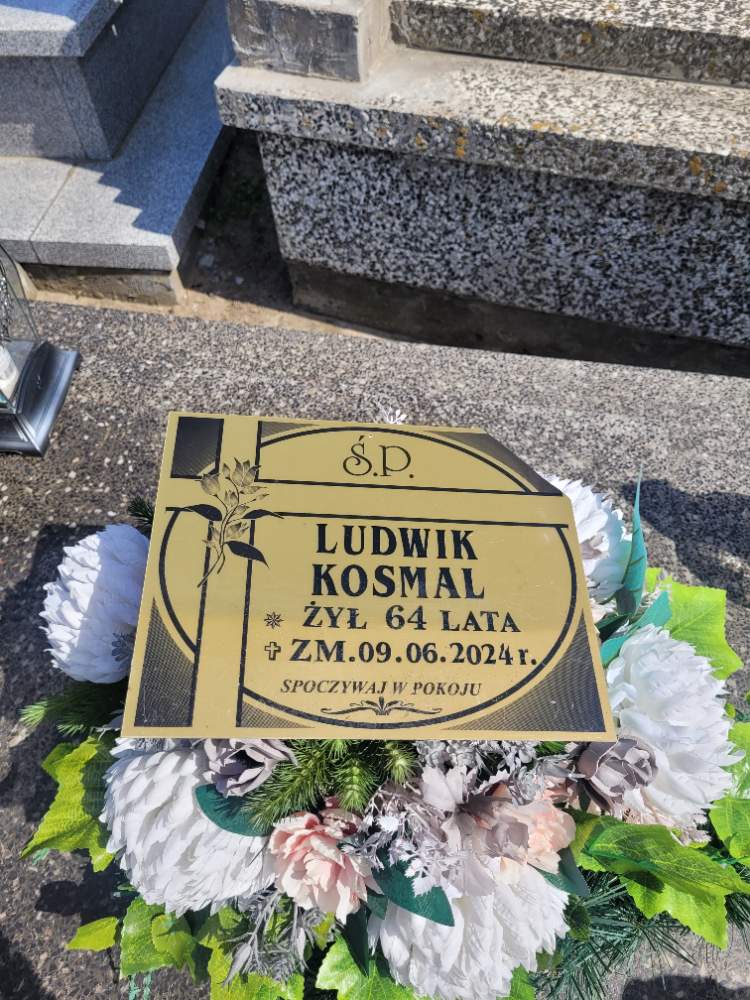 Ś.P.
LUDWIK
KOSMAL
ŻYŁ 64 LATA
ZM.09.06.2024r.
SPOCZYWAJ W POKOJU